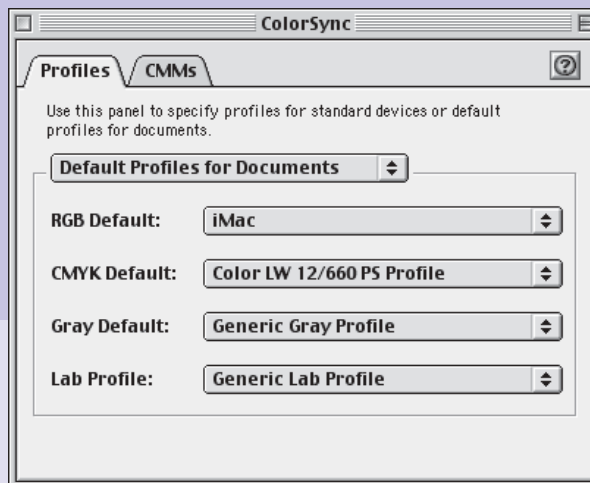 ColorSync
Profiles CMMs
Use this panel to specify profiles for standard devices or default
profiles for documents.
Default Profiles for Documents
RGB Default: iMac
CMYK Default: Color LW 12/660 PS Profile
Gray Default: Generic Gray Profile
Lab Profile: Generic Lab Profile